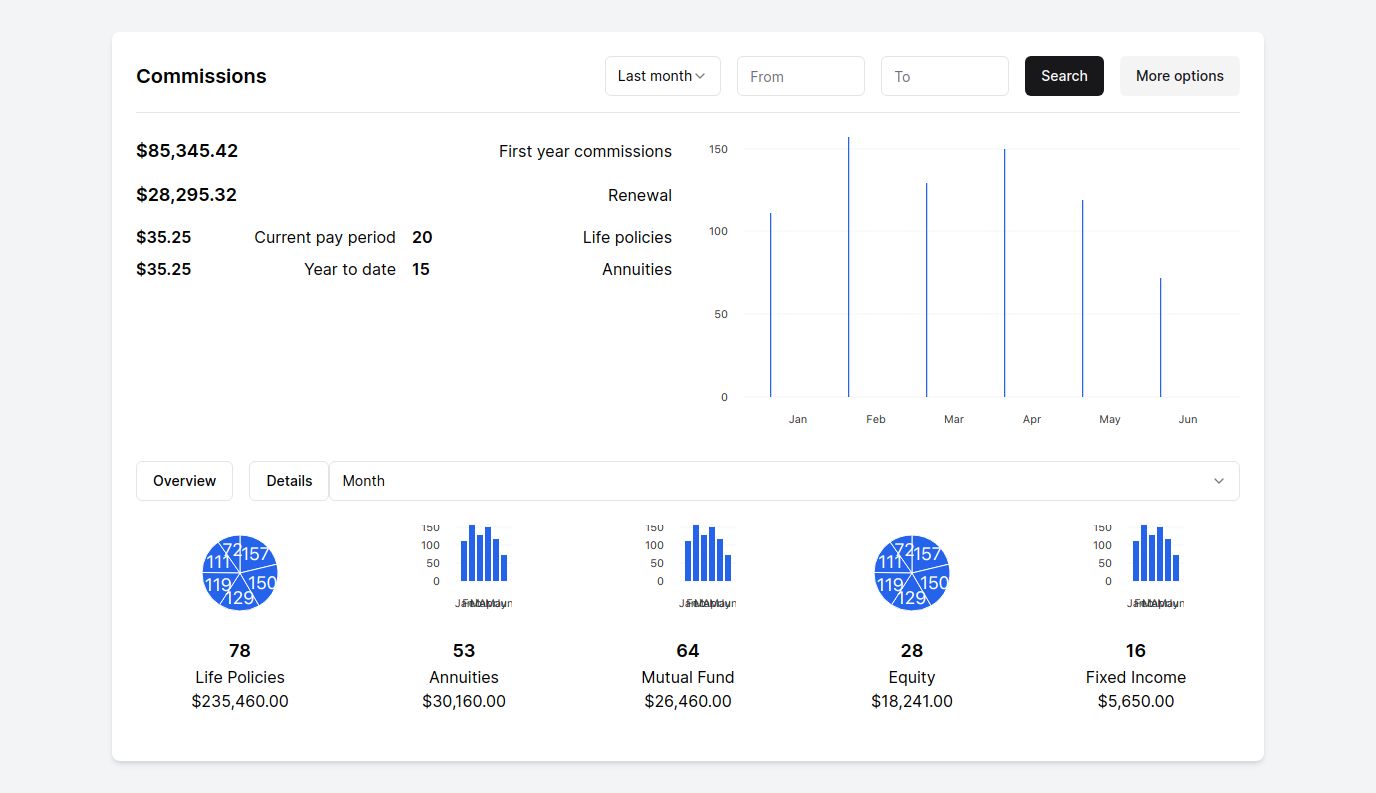 Commissions Last month From To Search More options
$85,345.42 First year commissions
$28,295.32 Renewal
$35.25 Current pay period 20 Life policies
$35.25 Year to date 15 Annuities
150
100
50
0
Jan Feb Mar Apr May Jun
Overview Details Month
72 157 150 129 119 111
150
100
50
0
150
100
50
0
72 157 150 129 119 111
150
100
50
0
78 53 64 28 16
Life Policies Annuities Mutual Fund Equity Fixed Income
$235,460.00 $30,160.00 $26,460.00 $18,241.00 $5,650.00